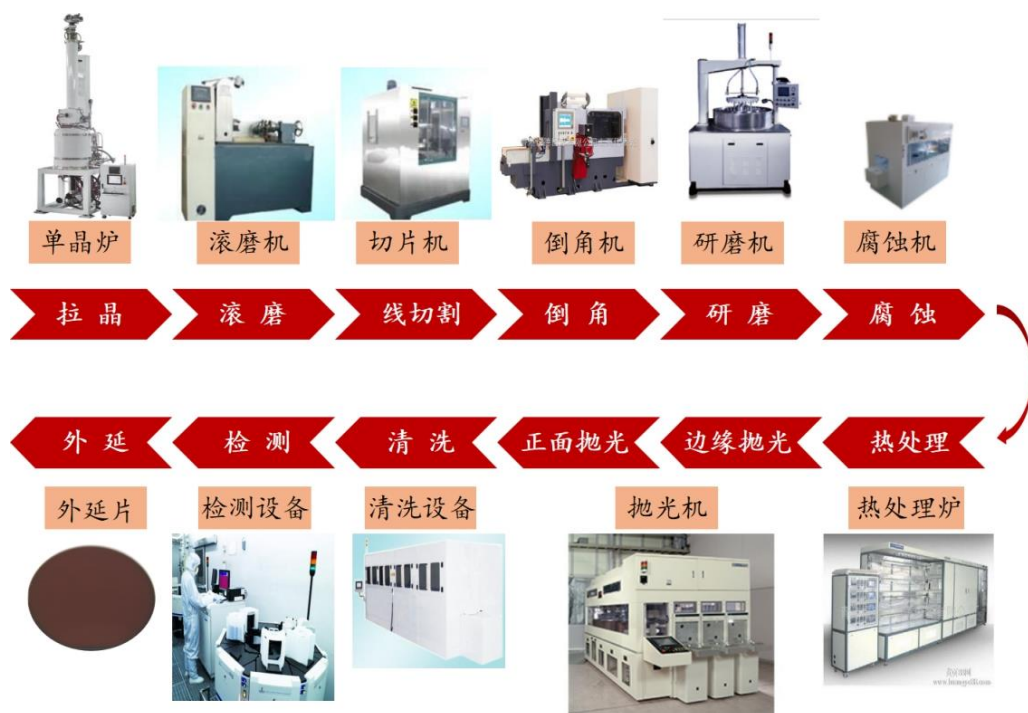 单晶炉
滚磨机
切片机
倒角机
研磨机
腐蚀机
拉晶
滚磨
线切割
倒角
研磨
腐蚀
外延
检测
清洗
正面抛光
边缘抛光
热处理
外延片
检测设备
清洗设备
抛光机
热处理炉